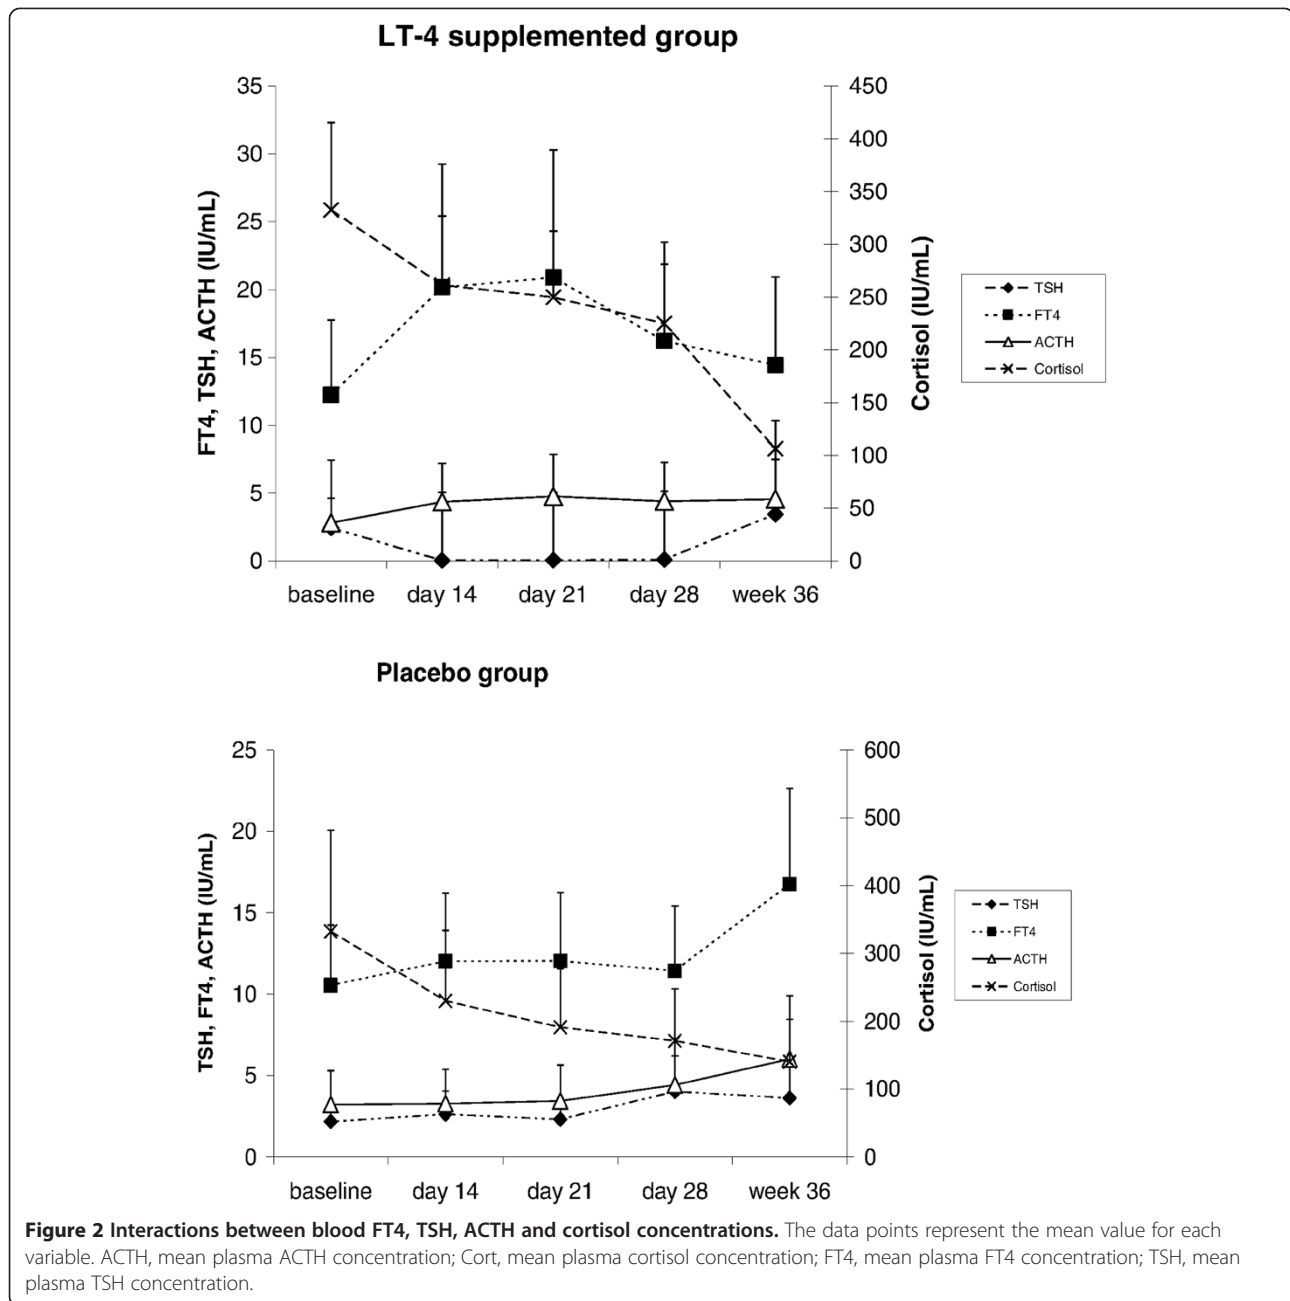 LT-4 supplemented group
FT4, TSH, ACTH (IU/mL)
35
30
25
20
15
10
5
0
450
400
350
300
250
200
150
100
50
0
Cortisol (IU/mL)
baseline day 14 day 21 day 28 week 36
TSH
FT4
ACTH
Cortisol
Placebo group
TSH, FT4, ACTH (IU/mL)
25
20
15
10
5
0
600
500
400
300
200
100
0
Cortisol (IU/mL)
baseline day 14 day 21 day 28 week 36
TSH
FT4
ACTH
Cortisol
Figure 2 Interactions between blood FT4, TSH, ACTH and cortisol concentrations. The data points represent the mean value for each
variable. ACTH, mean plasma ACTH concentration; Cort, mean plasma cortisol concentration; FT4, mean plasma FT4 concentration; TSH, mean
plasma TSH concentration.